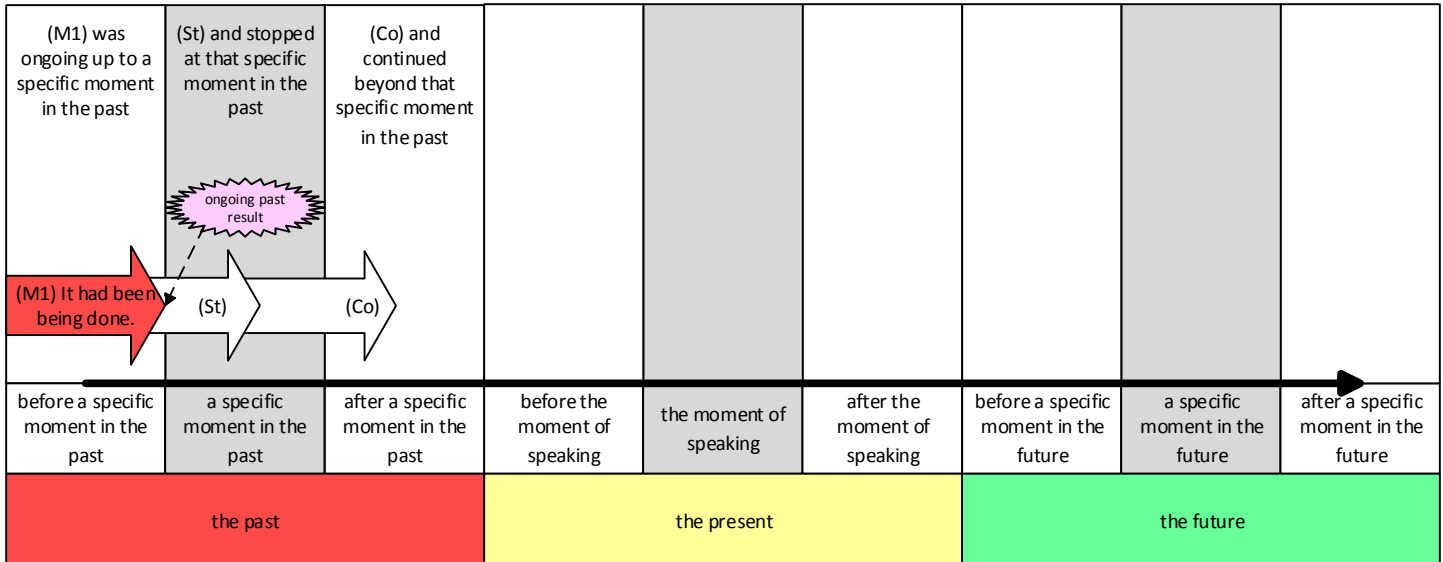 (M1) was
ongoing up to a
specific moment
in the past
(St) and stopped
at that specific
moment in the
past
(Co) and
continued
beyond that
specific moment
in the past
ongoing past
result
(M1) It had been
being done.
(St)
(Co)
before a specific
moment in the
past
a specific
moment in the
past
after a specific
moment in the
past
before the
moment of
speaking
the moment of
speaking
after the
moment of
speaking
before a specific
moment in the
future
a specific
moment in the
future
after a specific
moment in the
future
the past
the present
the future